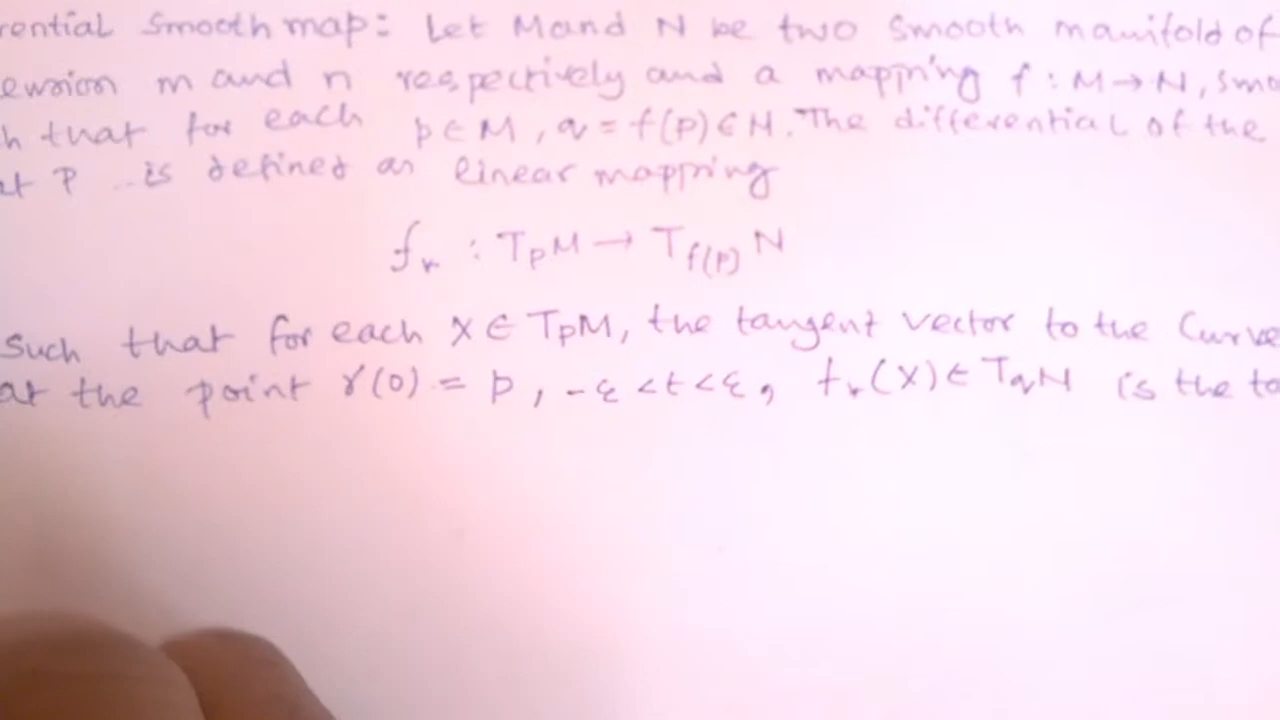 rential Smooth map: Let M and N be two smooth manifold of
ension m and n respectively and a mapping f : M → N, smo
h that for each p ∈ M, q = f(p) ∈ N. The differential of the
at P is defined as linear mapping
f* : TpM → Tf(p) N
Such that for each X ∈ TpM, the tangent vector to the Curve
at the point γ(0) = p, -ε < t < ε, f*(X) ∈ TqN is the ta